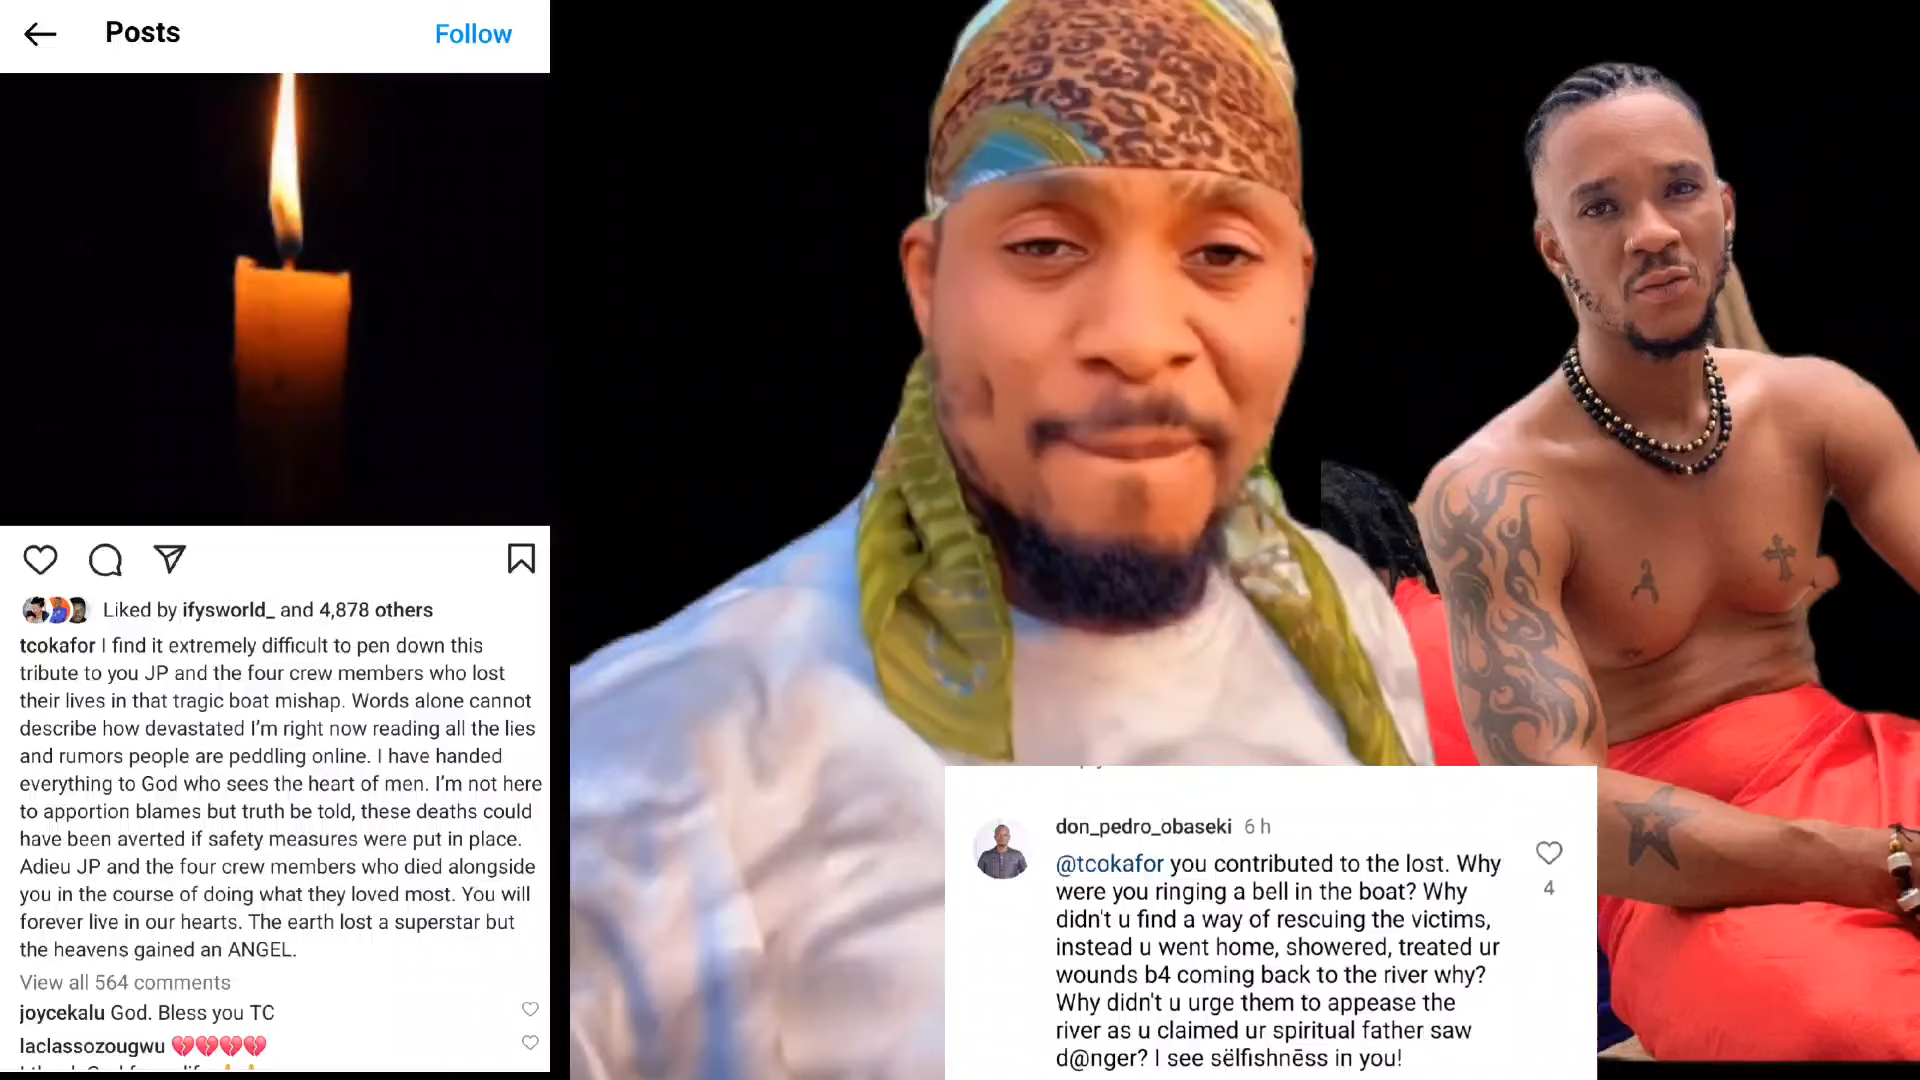 Posts
Follow
Liked by ifysworld_ and 4,878 others
tcokafor I find it extremely difficult to pen down this
tribute to you JP and the four crew members who lost
their lives in that tragic boat mishap. Words alone cannot
describe how devastated I’m right now reading all the lies
and rumors people are peddling online. I have handed
everything to God who sees the heart of men. I’m not here
to apportion blames but truth be told, these deaths could
have been averted if safety measures were put in place.
Adieu JP and the four crew members who died alongside
you in the course of doing what they loved most. You will
forever live in our hearts. The earth lost a superstar but
the heavens gained an ANGEL.
View all 564 comments
joycekalu God. Bless you TC
laclassozougwu 💔💔💔💔
don_pedro_obaseki 6 h
@tcokafor you contributed to the lost. Why
were you ringing a bell in the boat? Why
didn't u find a way of rescuing the victims,
instead u went home, showered, treated ur
wounds b4 coming back to the river why?
Why didn't u urge them to appease the
river as u claimed ur spiritual father saw
d@nger? I see sëlfishnēss in you!
4